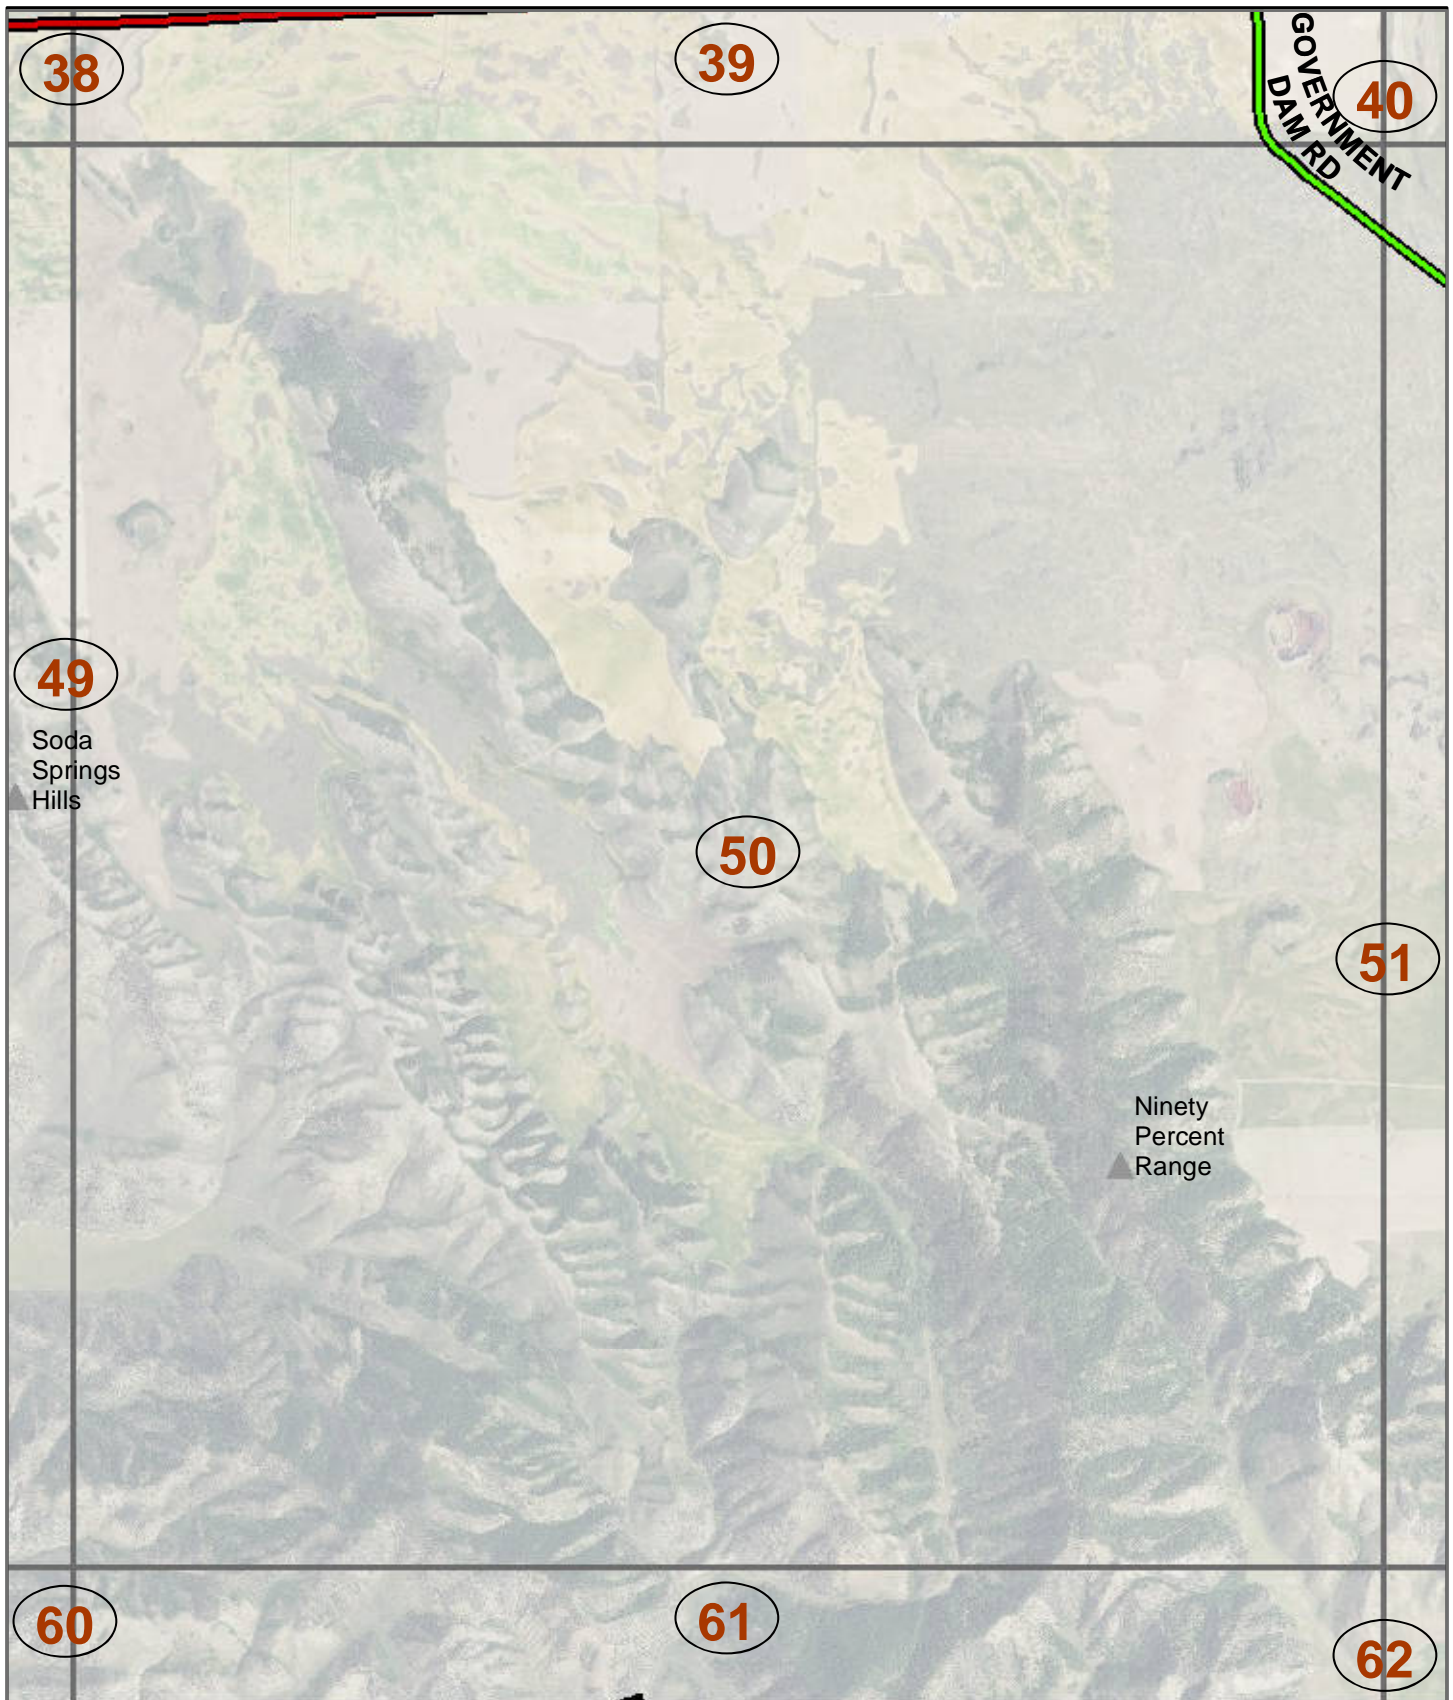 38
39
GOVERNMENT
DAM RD
40
49
Soda
Springs
Hills
50
51
Ninety
Percent
Range
60
61
62